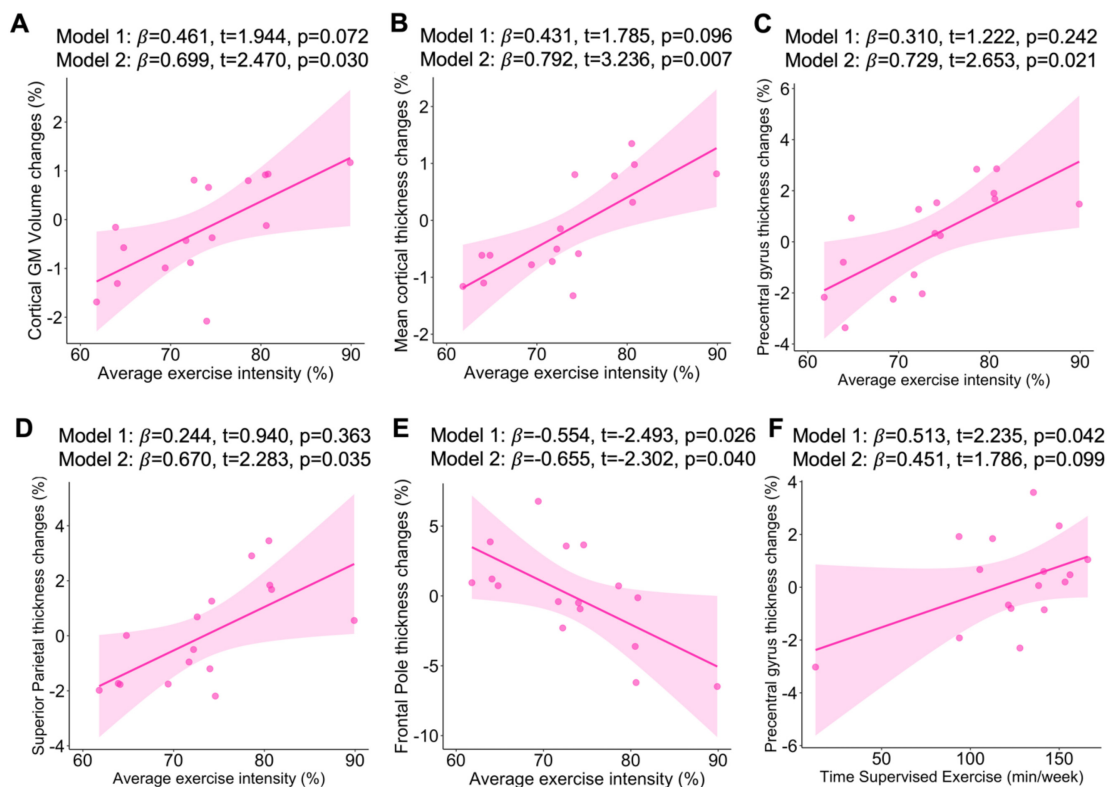 A
Model 1: β=0.461, t=1.944, p=0.072
Model 2: β=0.699, t=2.470, p=0.030
Cortical GM Volume changes (%)
2
1
0
-1
-2
60 70 80 90
Average exercise intensity (%)
B
Model 1: β=0.431, t=1.785, p=0.096
Model 2: β=0.792, t=3.236, p=0.007
Mean cortical thickness changes (%)
2
1
0
-1
-2
60 70 80 90
Average exercise intensity (%)
C
Model 1: β=0.310, t=1.222, p=0.242
Model 2: β=0.729, t=2.653, p=0.021
Precentral gyrus thickness changes (%)
6
4
2
0
-2
-4
60 70 80 90
Average exercise intensity (%)
D
Model 1: β=0.244, t=0.940, p=0.363
Model 2: β=0.670, t=2.283, p=0.035
Superior Parietal thickness changes (%)
4
2
0
-2
-4
60 70 80 90
Average exercise intensity (%)
E
Model 1: β=-0.554, t=-2.493, p=0.026
Model 2: β=-0.655, t=-2.302, p=0.040
Frontal Pole thickness changes (%)
5
0
-5
-10
60 70 80 90
Average exercise intensity (%)
F
Model 1: β=0.513, t=2.235, p=0.042
Model 2: β=0.451, t=1.786, p=0.099
Precentral gyrus thickness changes (%)
4
2
0
-2
-4
-6
50 100 150
Time Supervised Exercise (min/week)